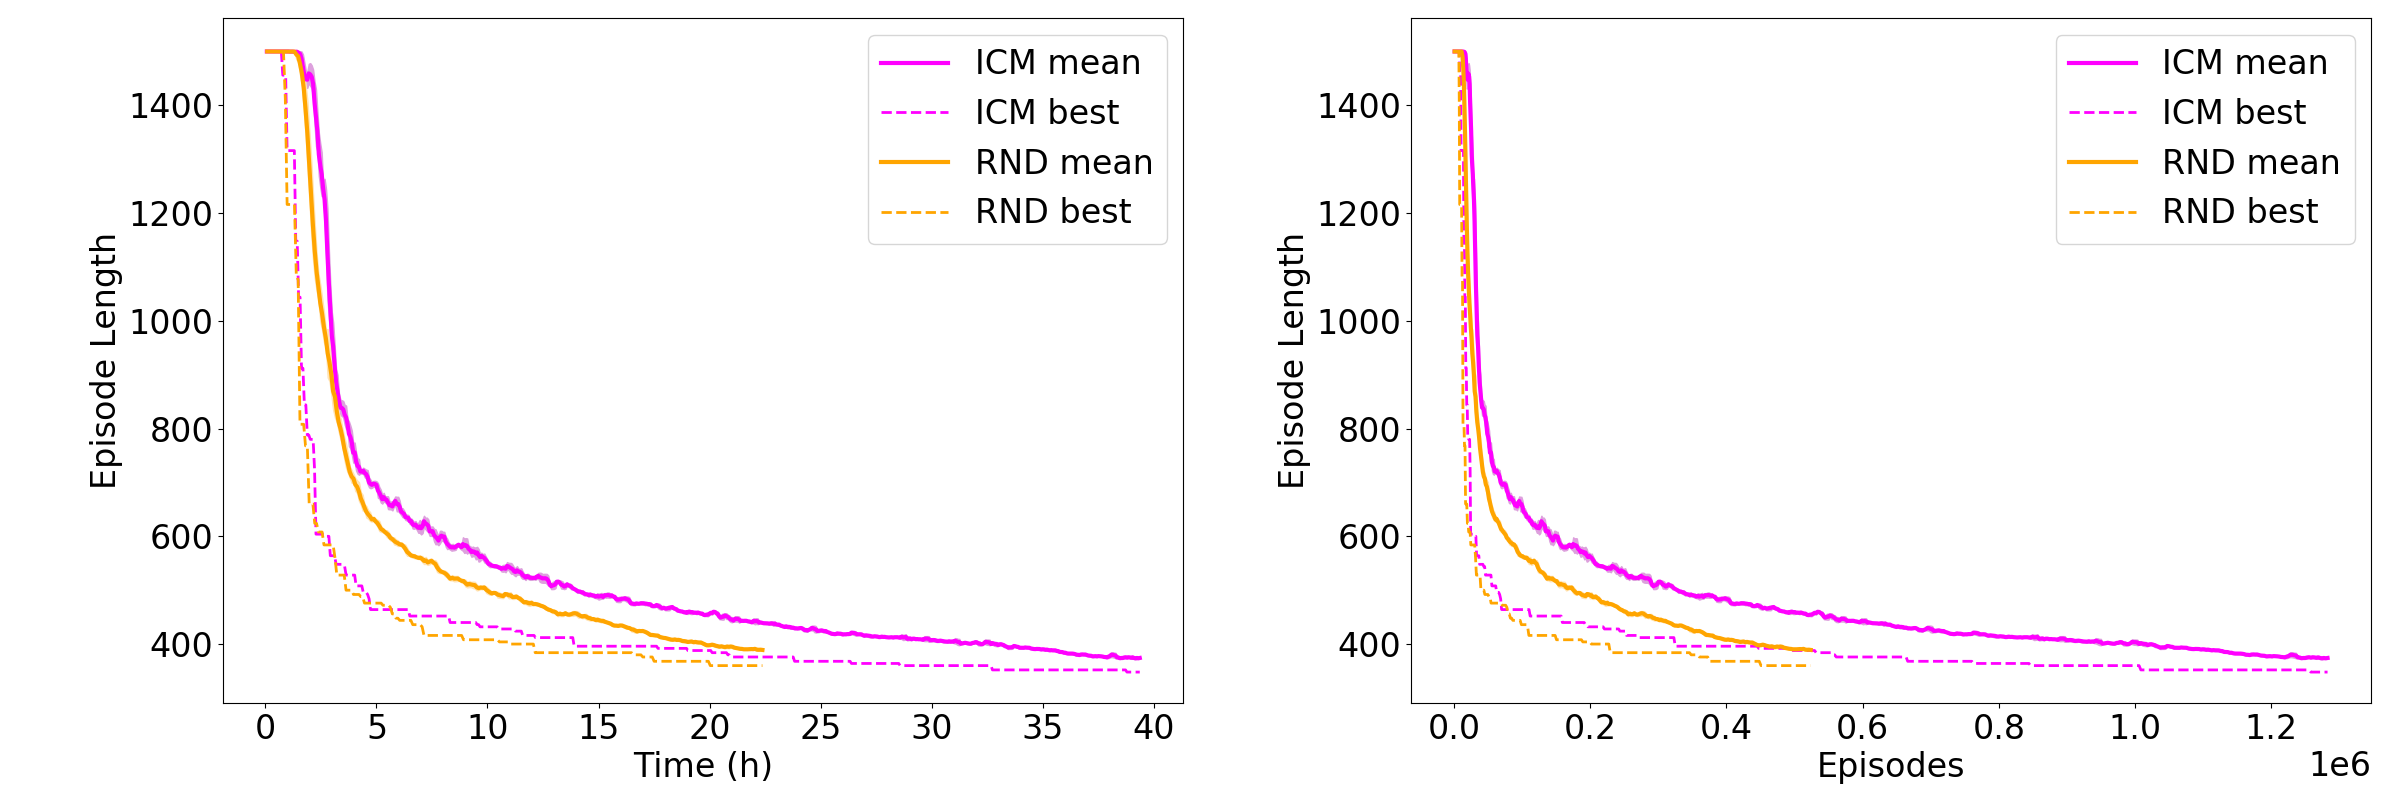 Episode Length
1400
1200
1000
800
600
400
0
5
10
15
20
25
30
35
40
Time (h)
ICM mean
ICM best
RND mean
RND best
Episode Length
1400
1200
1000
800
600
400
0.0
0.2
0.4
0.6
0.8
1.0
1.2
1e6
Episodes
ICM mean
ICM best
RND mean
RND best